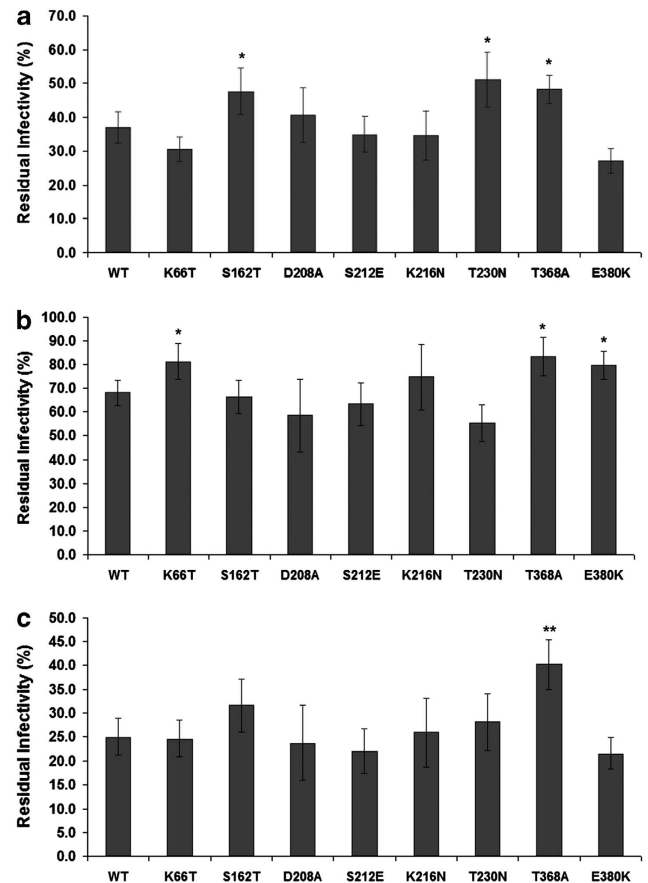 a
Residual Infectivity (%)
70.0
60.0
50.0
40.0
30.0
20.0
10.0
0.0
* * *
WT K66T S162T D208A S212E K216N T230N T368A E380K
b
Residual Infectivity (%)
100.0
90.0
80.0
70.0
60.0
50.0
40.0
30.0
20.0
10.0
0.0
* * *
WT K66T S162T D208A S212E K216N T230N T368A E380K
c
Residual Infectivity (%)
50.0
45.0
40.0
35.0
30.0
25.0
20.0
15.0
10.0
5.0
0.0
**
WT K66T S162T D208A S212E K216N T230N T368A E380K